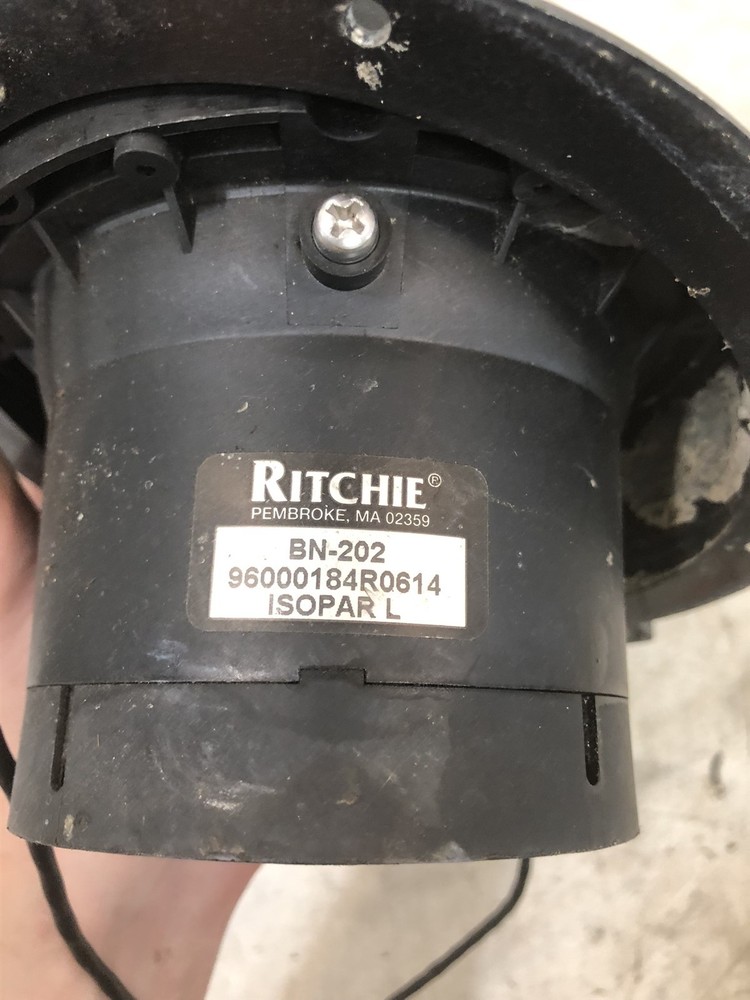 RITCHIE®
PEMBROKE, MA 02359
BN-202
96000184R0614
ISOPAR L